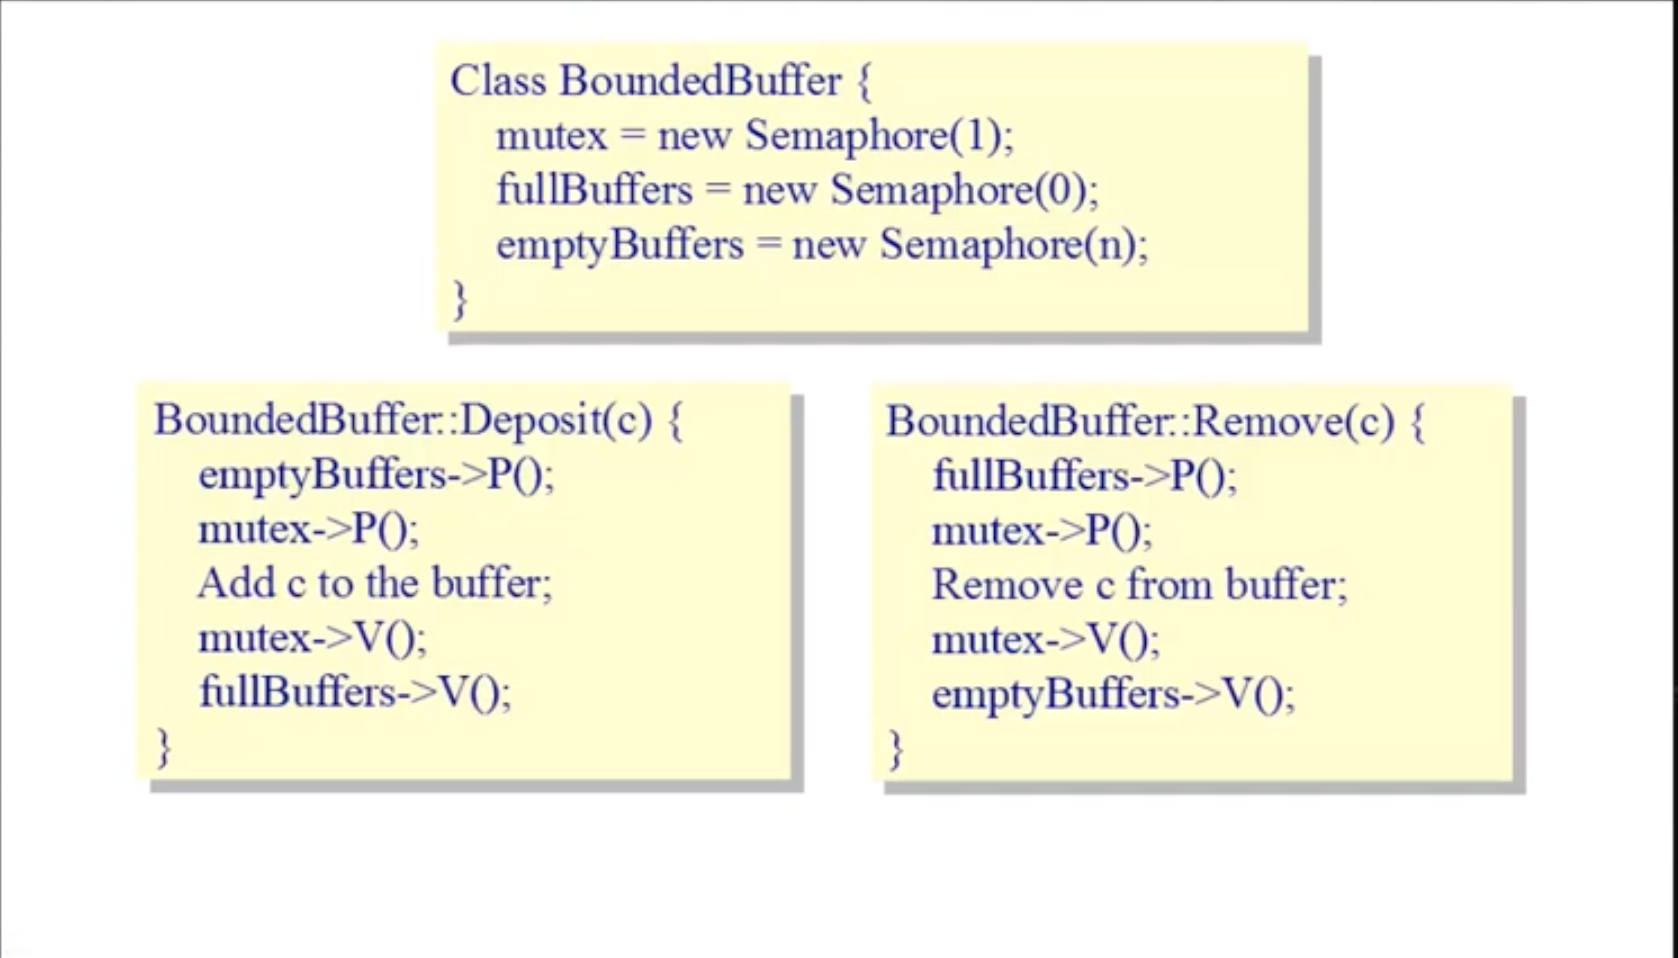 Class BoundedBuffer {
mutex = new Semaphore(1);
fullBuffers = new Semaphore(0);
emptyBuffers = new Semaphore(n);
}
BoundedBuffer::Deposit(c) {
emptyBuffers->P();
mutex->P();
Add c to the buffer;
mutex->V();
fullBuffers->V();
}
BoundedBuffer::Remove(c) {
fullBuffers->P();
mutex->P();
Remove c from buffer;
mutex->V();
emptyBuffers->V();
}